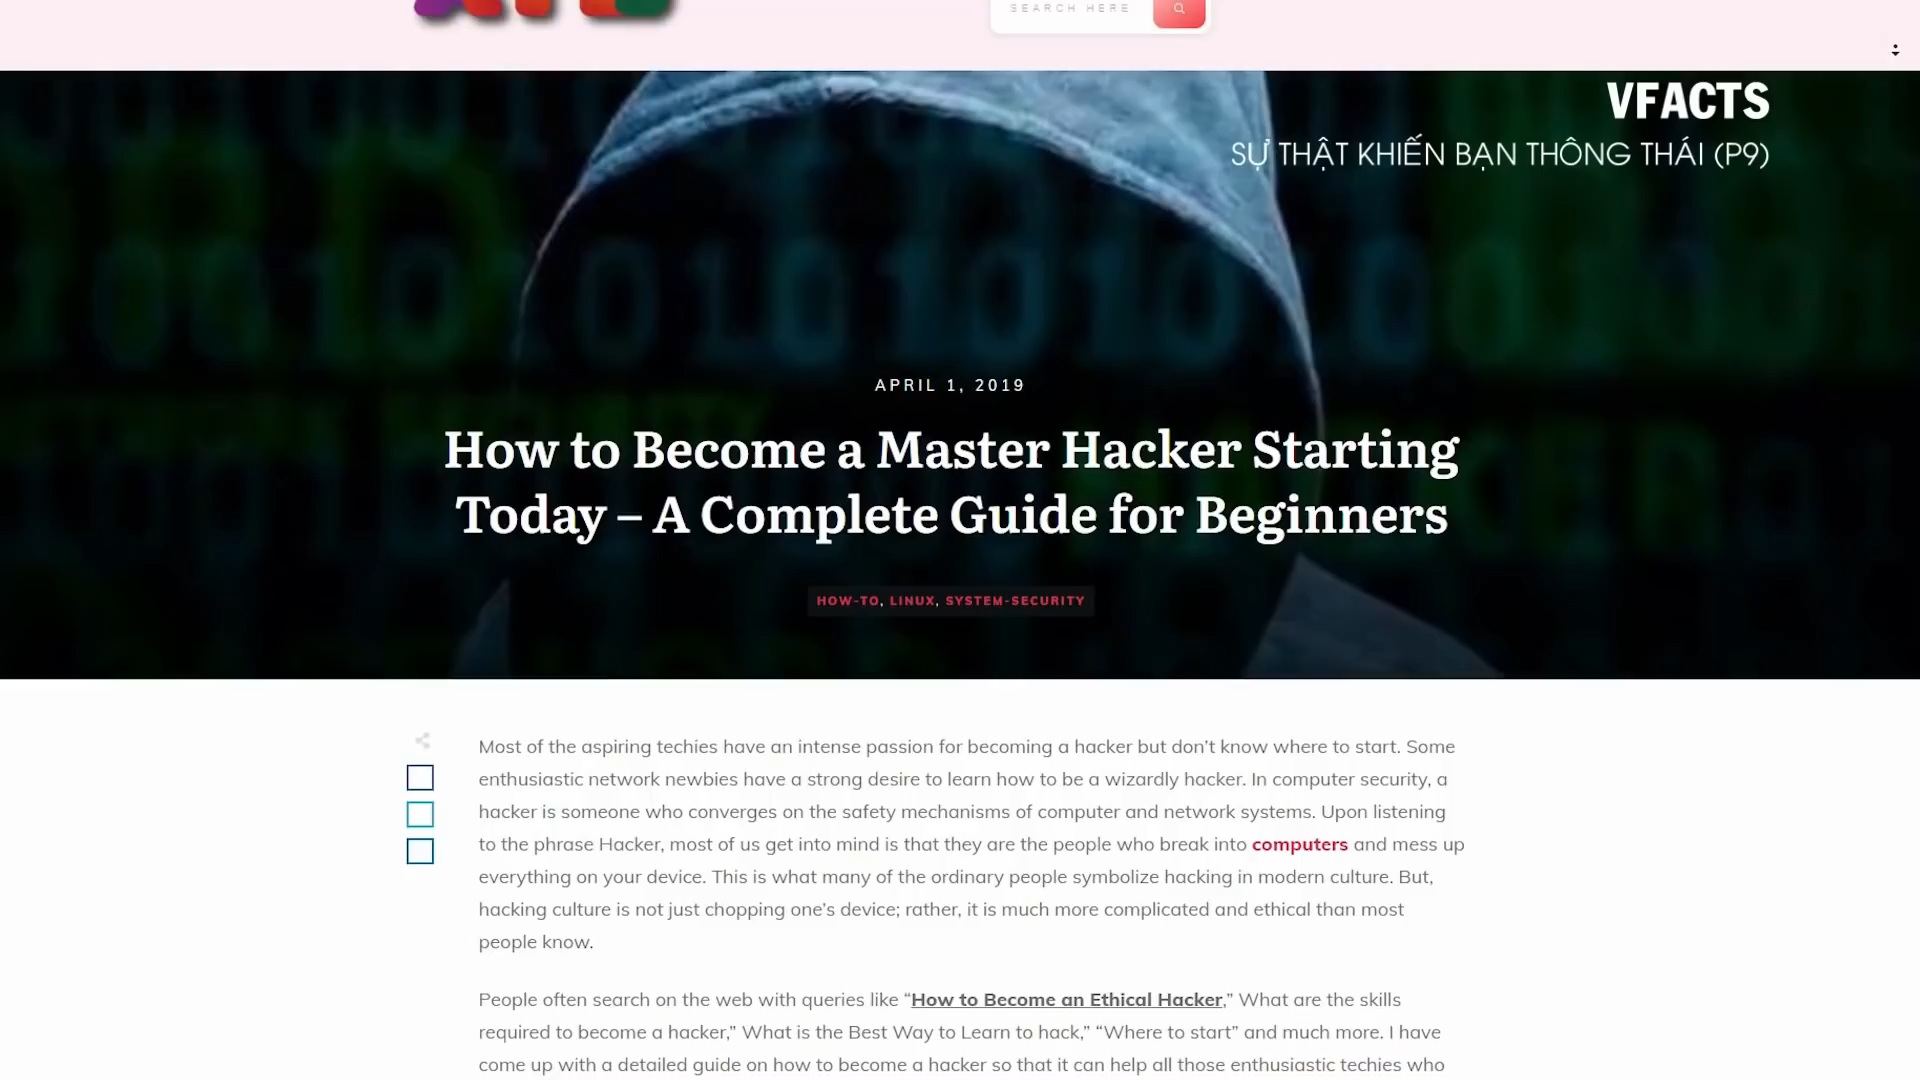 SEARCH HERE
VFACTS
SỰ THẬT KHIẾN BẠN THÔNG THÁI (P9)
APRIL 1, 2019
How to Become a Master Hacker Starting
Today – A Complete Guide for Beginners
HOW-TO, LINUX, SYSTEM-SECURITY
Most of the aspiring techies have an intense passion for becoming a hacker but don’t know where to start. Some
enthusiastic network newbies have a strong desire to learn how to be a wizardly hacker. In computer security, a
hacker is someone who converges on the safety mechanisms of computer and network systems. Upon listening
to the phrase Hacker, most of us get into mind is that they are the people who break into computers and mess up
everything on your device. This is what many of the ordinary people symbolize hacking in modern culture. But,
hacking culture is not just chopping one’s device; rather, it is much more complicated and ethical than most
people know.
People often search on the web with queries like “How to Become an Ethical Hacker,” What are the skills
required to become a hacker,” What is the Best Way to Learn to hack,” “Where to start” and much more. I have
come up with a detailed guide on how to become a hacker so that it can help all those enthusiastic techies who